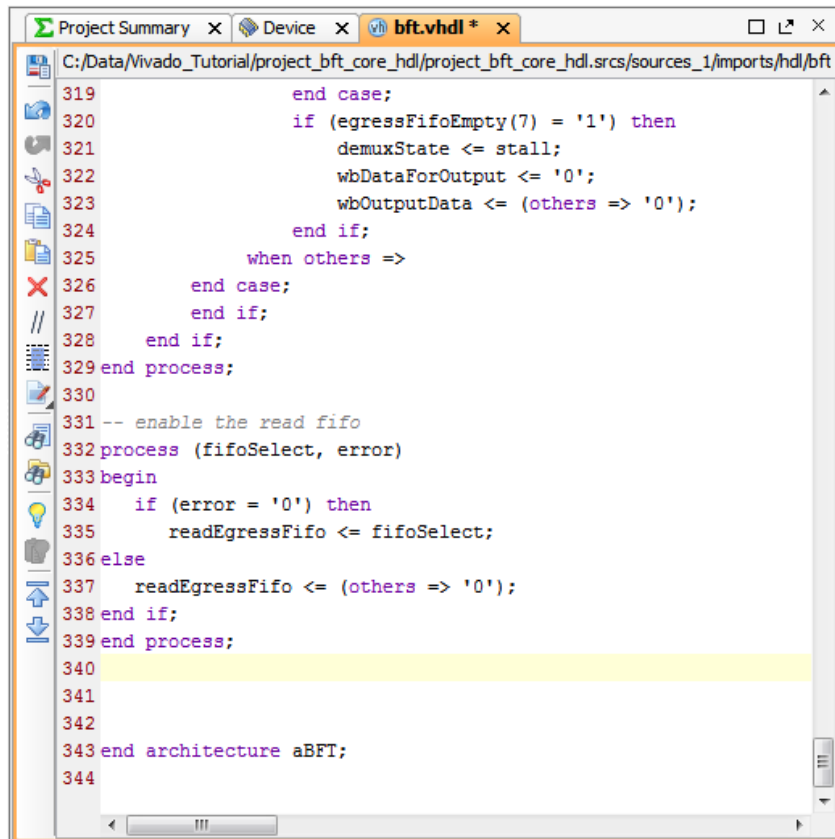 Project Summary x Device x bft.vhdl * x
C:/Data/Vivado_Tutorial/project_bft_core_hdl/project_bft_core_hdl.srcs/sources_1/imports/hdl/bft
319 end case;
320 if (egressFifoEmpty(7) = '1') then
321 demuxState <= stall;
322 wbDataForOutput <= '0';
323 wbOutputData <= (others => '0');
324 end if;
325 when others =>
326 end case;
327 end if;
328 end if;
329 end process;
330
331 -- enable the read fifo
332 process (fifoSelect, error)
333 begin
334 if (error = '0') then
335 readEgressFifo <= fifoSelect;
336 else
337 readEgressFifo <= (others => '0');
338 end if;
339 end process;
340
341
342
343 end architecture aBFT;
344